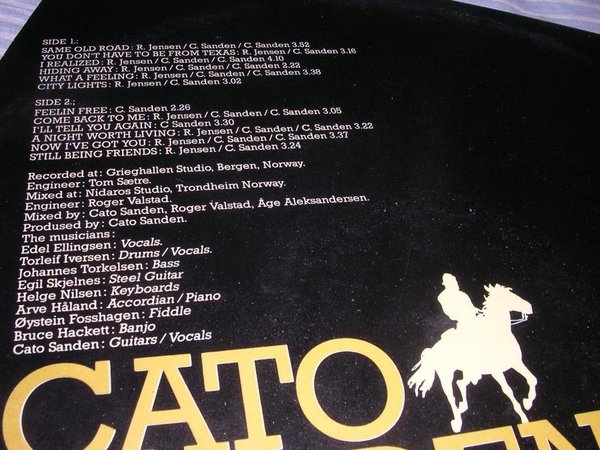 SIDE 1.:
SAME OLD ROAD: R. Jensen / C. Sanden / C. Sanden 3.52
YOU DON'T HAVE TO BE FROM TEXAS: R. Jensen / C. Sanden 3.16
I REALIZED: R. Jensen / C. Sanden / C. Sanden 4.10
HIDING AWAY: R. Jensen / C. Sanden 2.22
WHAT A FEELING: R. Jensen / C. Sanden / C. Sanden 3.38
CITY LIGHTS: R. Jensen / C. Sanden 3.02
SIDE 2.;
FEELIN FREE: C. Sanden 2.26
COME BACK TO ME: R. Jensen / C. Sanden / C. Sanden 3.05
I'LL TELL YOU AGAIN: C Sanden 3.30
A NIGHT WORTH LIVING: R. Jensen / C. Sanden / C. Sanden 3.22
NOW I'VE GOT YOU: R. Jensen / C. Sanden / C. Sanden 3.37
STILL BEING FRIENDS: R. Jensen / C. Sanden 3.24
Recorded at: Grieghallen Studio, Bergen, Norway.
Engineer: Tom Sætre.
Mixed at: Nidaros Studio, Trondheim Norway.
Engineer: Roger Valstad.
Mixed by: Cato Sanden, Roger Valstad, Åge Aleksandersen.
Prodused by: Cato Sanden.
The musicians:
Edel Ellingsen: Vocals.
Torleif Iversen: Drums / Vocals.
Johannes Torkelsen: Bass
Egil Skjelnes: Steel Guitar
Helge Nilsen: Keyboards
Arve Håland: Accordian / Piano
Øystein Fosshagen: Fiddle
Bruce Hackett: Banjo
Cato Sanden: Guitars / Vocals
CATO